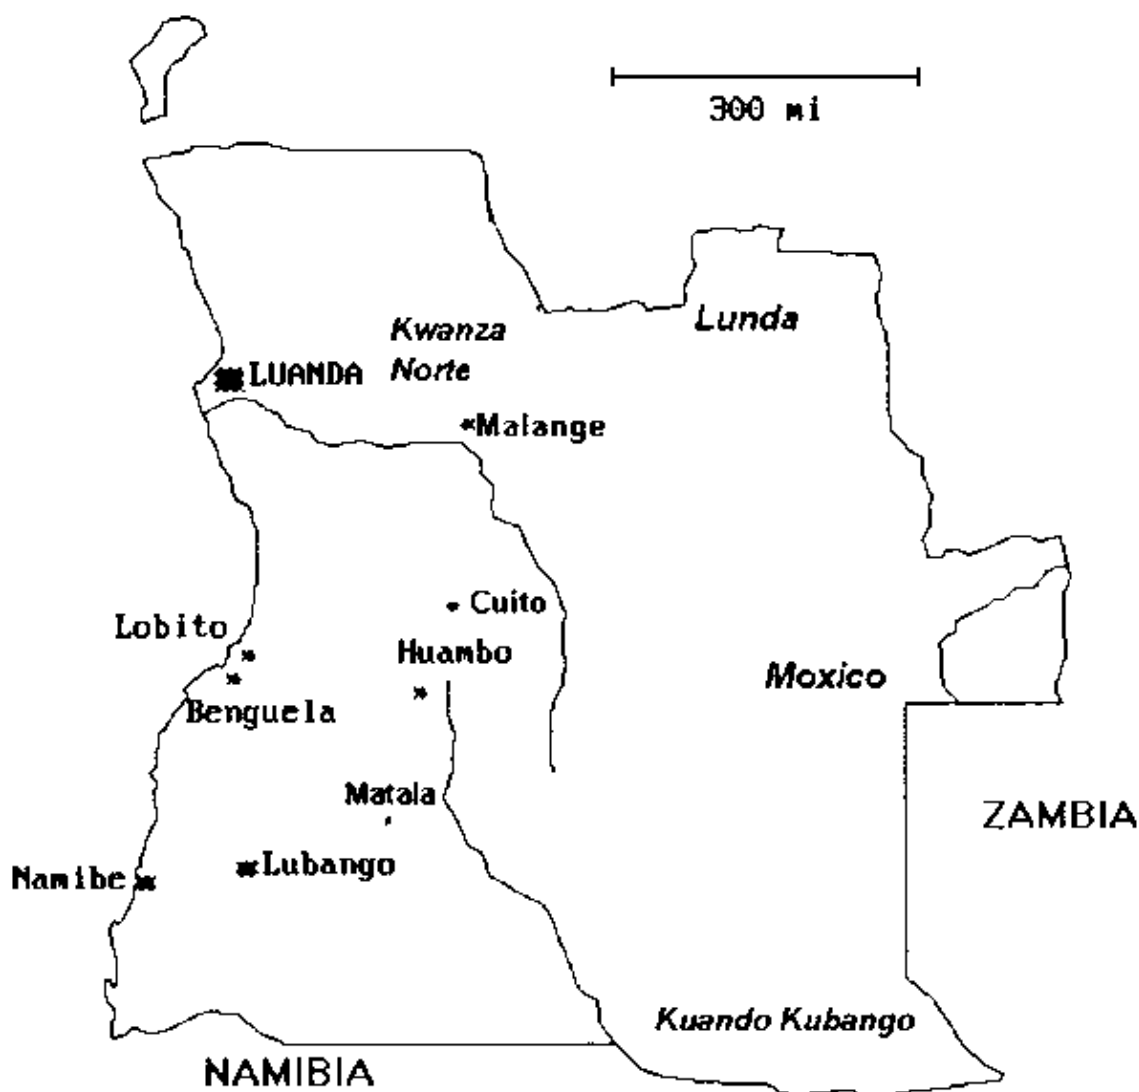 300 mi
Lunda
Kwanza
Norte
LUANDA
Malange
Cuito
Lobito
Huambo
Moxico
Benguela
Matala
ZAMBIA
Lubango
Namibe
Kuando Kubango
NAMIBIA